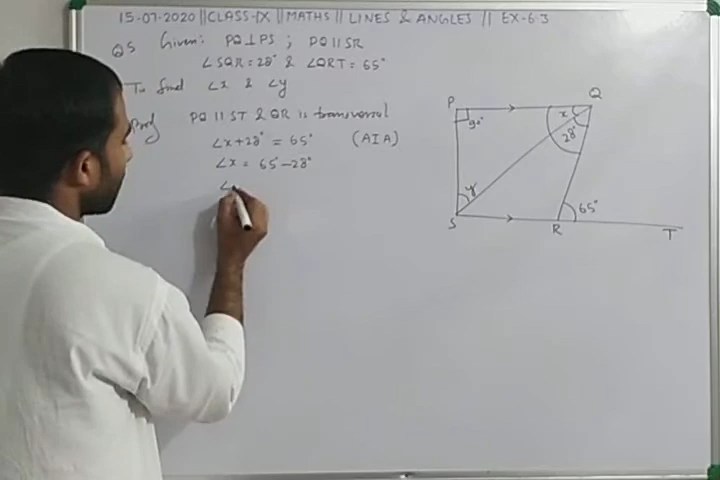 15-07-2020 || CLASS-IX || MATHS || LINES & ANGLES // EX-6.3
Q5 Given: PQ⊥PS ; PQ||SR
∠SQR = 28° & ∠QRT = 65°
To find ∠x & ∠y
Proof PQ || ST & QR is transversal
∠x+28° = 65° (AIA)
∠x = 65°-28°
∠
P
Q
90°
x
28°
y
65°
S
R
T